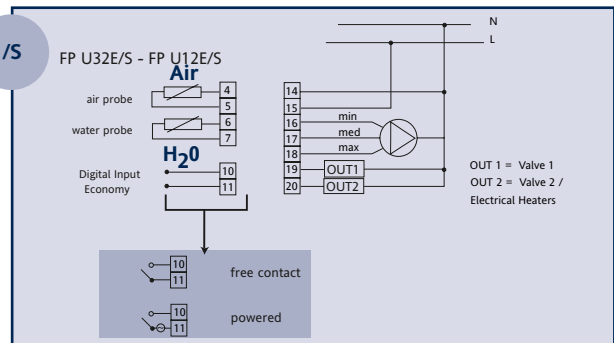 /S
FP U32E/S - FP U12E/S
Air
air probe
4
5
water probe
6
7
H20
Digital Input
Economy
10
11
N
L
14
15
16 min
17 med
18 max
19 OUT1
20 OUT2
OUT 1 = Valve 1
OUT 2 = Valve 2 /
Electrical Heaters
10
11
free contact
10
11
powered